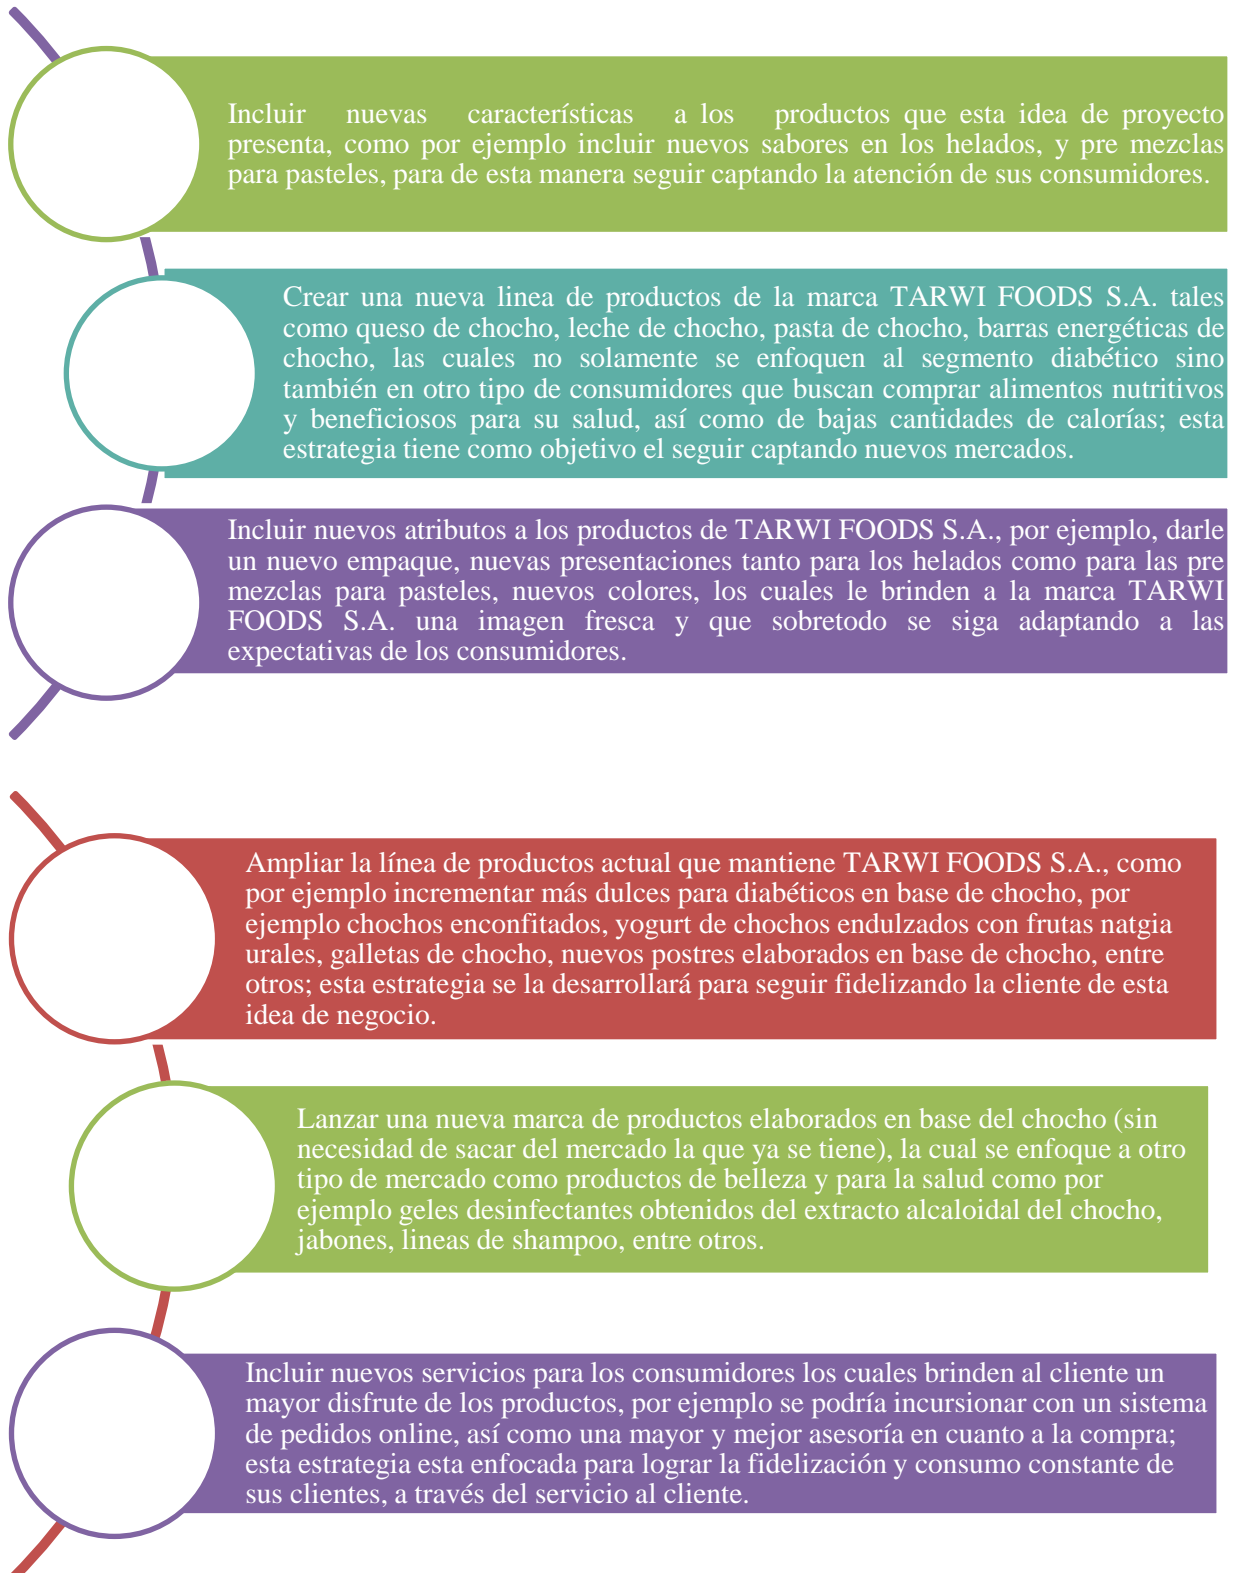 Incluir nuevas características a los productos que esta idea de proyecto
presenta, como por ejemplo incluir nuevos sabores en los helados, y pre mezclas
para pasteles, para de esta manera seguir captando la atención de sus consumidores.
Crear una nueva linea de productos de la marca TARWI FOODS S.A. tales
como queso de chocho, leche de chocho, pasta de chocho, barras energéticas de
chocho, las cuales no solamente se enfoquen al segmento diabético sino
también en otro tipo de consumidores que buscan comprar alimentos nutritivos
y beneficiosos para su salud, así como de bajas cantidades de calorías; esta
estrategia tiene como objetivo el seguir captando nuevos mercados.
Incluir nuevos atributos a los productos de TARWI FOODS S.A., por ejemplo, darle
un nuevo empaque, nuevas presentaciones tanto para los helados como para las pre
mezclas para pasteles, nuevos colores, los cuales le brinden a la marca TARWI
FOODS S.A. una imagen fresca y que sobretodo se siga adaptando a las
expectativas de los consumidores.
Ampliar la línea de productos actual que mantiene TARWI FOODS S.A., como
por ejemplo incrementar más dulces para diabéticos en base de chocho, por
ejemplo chochos enconfitados, yogurt de chochos endulzados con frutas natgia
urales, galletas de chocho, nuevos postres elaborados en base de chocho, entre
otros; esta estrategia se la desarrollará para seguir fidelizando la cliente de esta
idea de negocio.
Lanzar una nueva marca de productos elaborados en base del chocho (sin
necesidad de sacar del mercado la que ya se tiene), la cual se enfoque a otro
tipo de mercado como productos de belleza y para la salud como por
ejemplo geles desinfectantes obtenidos del extracto alcaloidal del chocho,
jabones, lineas de shampoo, entre otros.
Incluir nuevos servicios para los consumidores los cuales brinden al cliente un
mayor disfrute de los productos, por ejemplo se podría incursionar con un sistema
de pedidos online, así como una mayor y mejor asesoría en cuanto a la compra;
esta estrategia esta enfocada para lograr la fidelización y consumo constante de
sus clientes, a través del servicio al cliente.